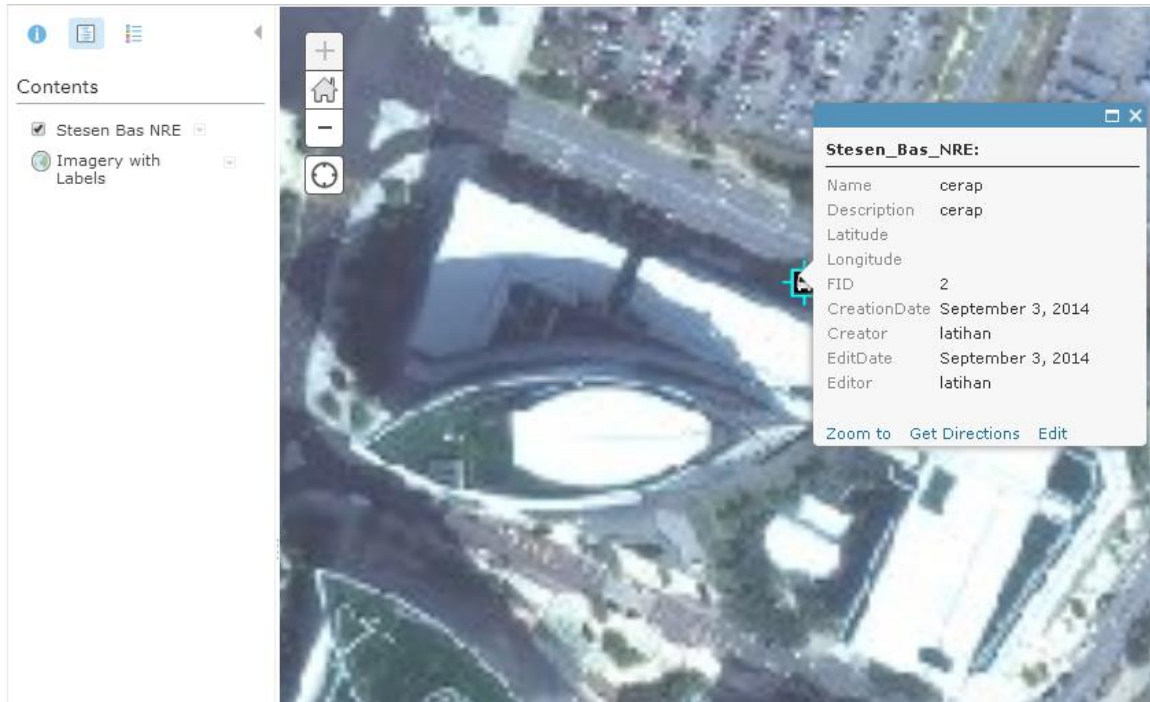 Contents
Stesen Bas NRE
Imagery with
Labels
Stesen_Bas_NRE:
Name cerap
Description cerap
Latitude
Longitude
FID 2
CreationDate September 3, 2014
Creator latihan
EditDate September 3, 2014
Editor latihan
Zoom to Get Directions Edit